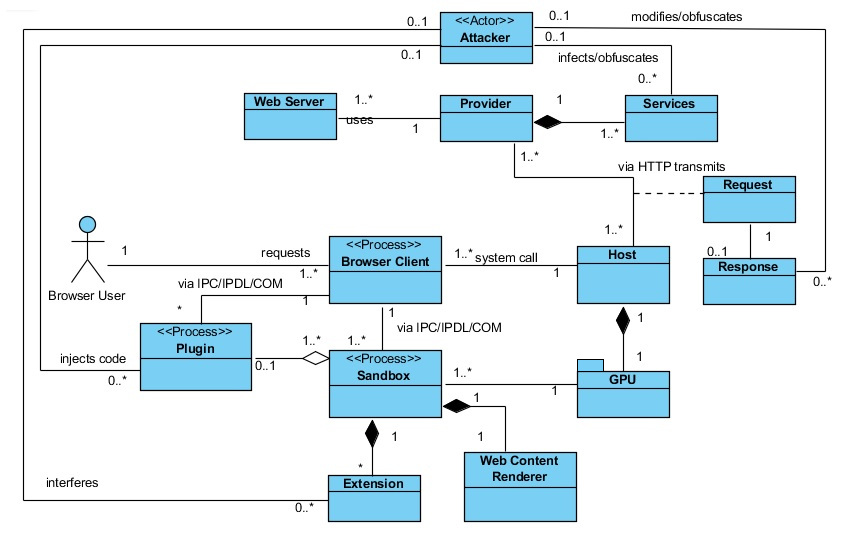 0..1
<<Actor>>
Attacker
0..1
modifies/obfuscates
0..1
0..1
infects/obfuscates
0..*
Web Server
1..*
uses
1
Provider
1
1..*
Services
1..*
via HTTP transmits
Request
1
0..1
Response
0..*
1..*
Browser User
1
requests
1..*
<<Process>>
Browser Client
1..*
system call
1
Host
via IPC/IPDL/COM
*
1
1
via IPC/IPDL/COM
1..*
1
1
<<Process>>
Plugin
injects code
0..*
0..1
1..*
<<Process>>
Sandbox
1..*
1
GPU
1
1
Web Content
Renderer
1
*
Extension
interferes
0..*